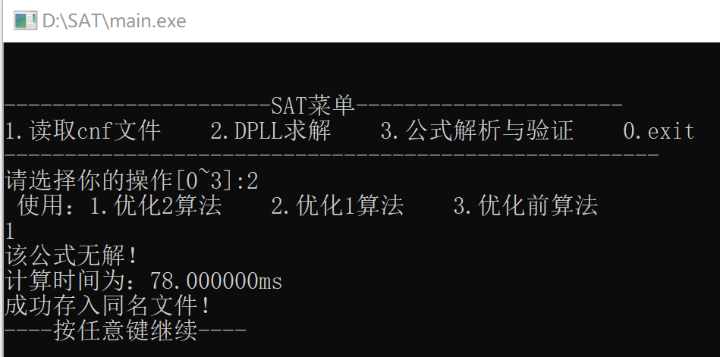 D:\SAT\main.exe
----------------------SAT菜单----------------------
1.读取cnf文件    2.DPLL求解    3.公式解析与验证    0.exit
------------------------------------------------------
请选择你的操作[0~3]:2
使用：1.优化2算法    2.优化1算法    3.优化前算法
1
该公式无解！
计算时间为：78.000000ms
成功存入同名文件！
----按任意键继续----